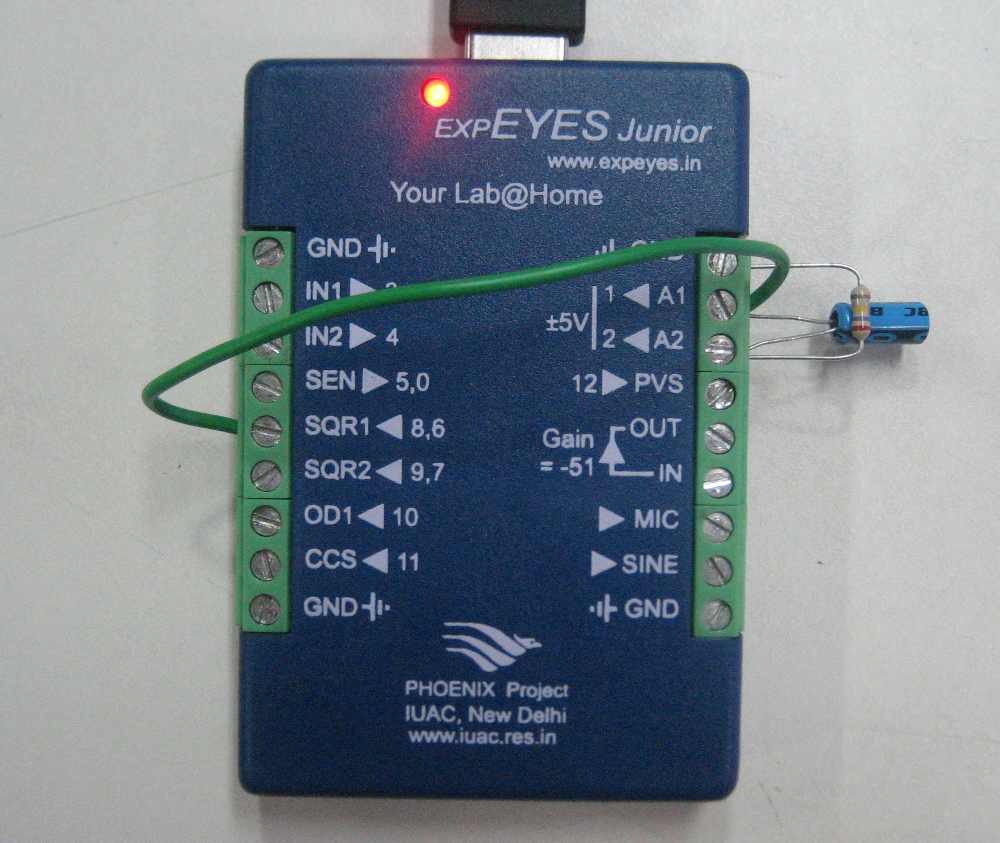 EXPEYES Junior
www.expeyes.in
Your Lab@Home
GND
IN1
IN2 4
SEN 5,0
SQR1 8,6
SQR2 9,7
OD1 10
CCS 11
GND
1 A1
±5V
2 A2
12 PVS
OUT
Gain
= -51
IN
MIC
SINE
GND
PHOENIX Project
IUAC, New Delhi
www.iuac.res.in